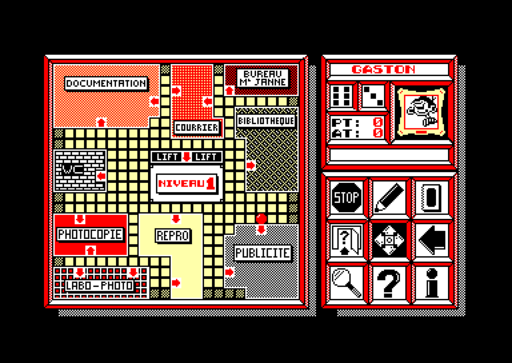 GASTON
DOCUMENTATION
BUREAU
Mr JANNE
COURRIER
BIBLIOTHEQUE
PT: 0
AT: 0
LIFT LIFT
WC
NIVEAU 1
STOP
PHOTOCOPIE
REPRO
PUBLICITE
LABO-PHOTO
?
?
i